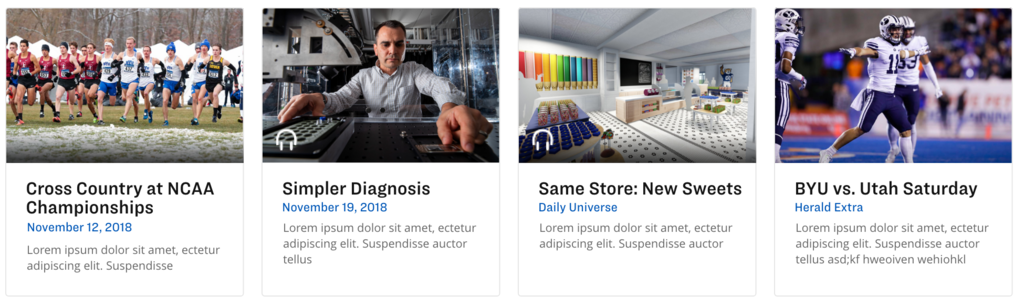 Cross Country at NCAA
Championships
November 12, 2018
Lorem ipsum dolor sit amet, ectetur
adipiscing elit. Suspendisse
Simpler Diagnosis
November 19, 2018
Lorem ipsum dolor sit amet, ectetur
adipiscing elit. Suspendisse auctor
tellus
Same Store: New Sweets
Daily Universe
Lorem ipsum dolor sit amet, ectetur
adipiscing elit. Suspendisse auctor
BYU vs. Utah Saturday
Herald Extra
Lorem ipsum dolor sit amet, ectetur
adipiscing elit. Suspendisse auctor
tellus asd;kf hweoiven wehiohkl